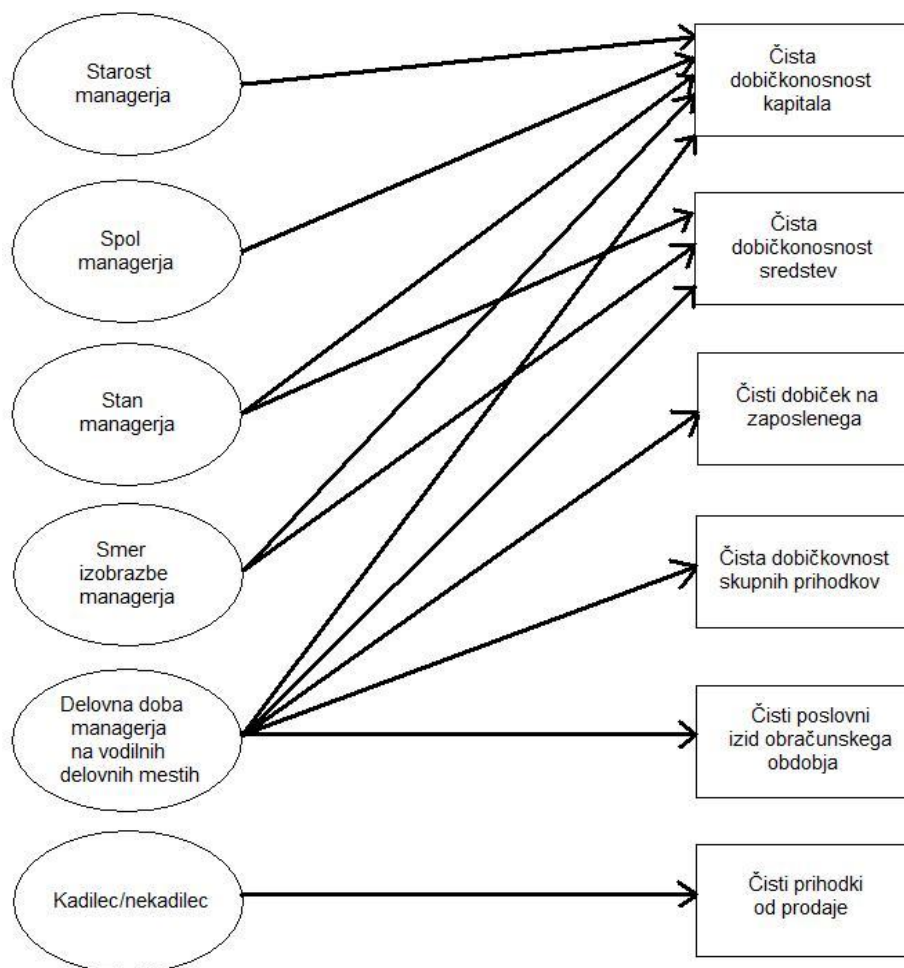 Starost
managerja
Čista
dobičkonosnost
kapitala
Spol
managerja
Čista
dobičkonosnost
sredstev
Stan
managerja
Čisti dobiček na
zaposlenega
Smer
izobrazbe
managerja
Čista dobičkovnost
skupnih prihodkov
Delovna doba
managerja
na vodilnih
delovnih mestih
Čisti poslovni
izid obračunskega
obdobja
Kadilec/nekadilec
Čisti prihodki
od prodaje